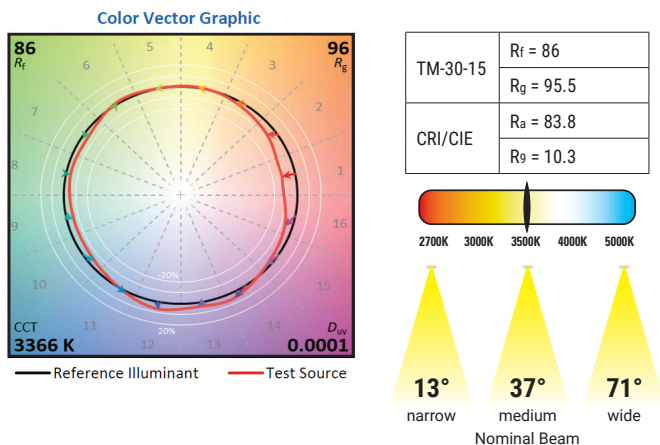 Color Vector Graphic
86
Rf
96
Rg
5
4
6
3
7
2
8
1
9
16
10
15
11
12
13
14
-20%
20%
CCT
3366 K
Duv
0.0001
Reference Illuminant
Test Source
TM-30-15
Rf = 86
Rg = 95.5
CRI/CIE
Ra = 83.8
R9 = 10.3
2700K 3000K 3500K 4000K 5000K
13° 37° 71°
narrow medium wide
Nominal Beam